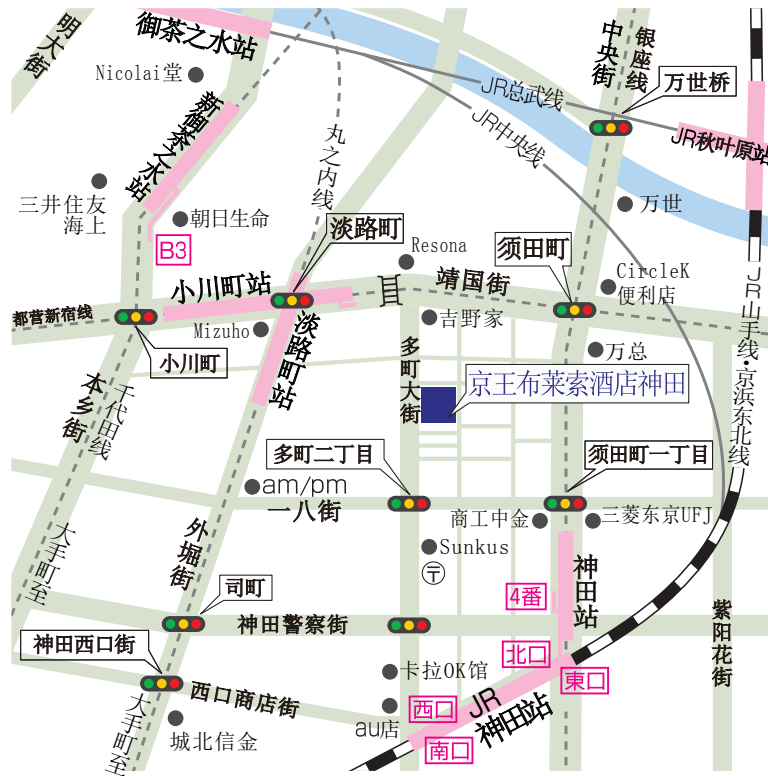 明大街
御茶之水站
Nicolai堂
新御茶之水站
丸之内线
JR总武线
JR中央线
中央街
银座线
万世桥
JR秋叶原站
三井住友
海上
朝日生命
B3
万世
淡路町
Resona
须田町
CircleK
便利店
小川町站
靖国街
都营新宿线
Mizuho
吉野家
小川町
淡路町站
多町大街
万总
JR山手线·京浜东北线
京王布莱索酒店神田
本乡街
千代田线
多町二丁目
须田町一丁目
am/pm
一八街
商工中金
三菱东京UFJ
大手町至
外堀街
Sunkus
〒
神田站
4番
司町
神田警察街
紫阳花街
神田西口街
北口
東口
卡拉OK馆
西口商店街
西口
JR
神田站
au店
南口
大手町至
城北信金